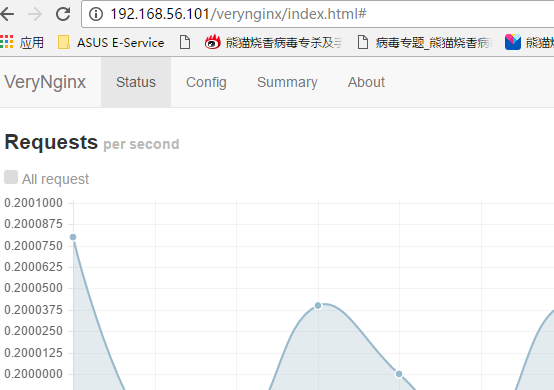 192.168.56.101/verynginx/index.html#
应用 ASUS E-Service 熊猫烧香病毒专杀及手 病毒专题_熊猫烧香病 熊猫烧
VeryNginx Status Config Summary About
Requests per second
All request
0.2001000
0.2000875
0.2000750
0.2000625
0.2000500
0.2000375
0.2000250
0.2000125
0.2000000